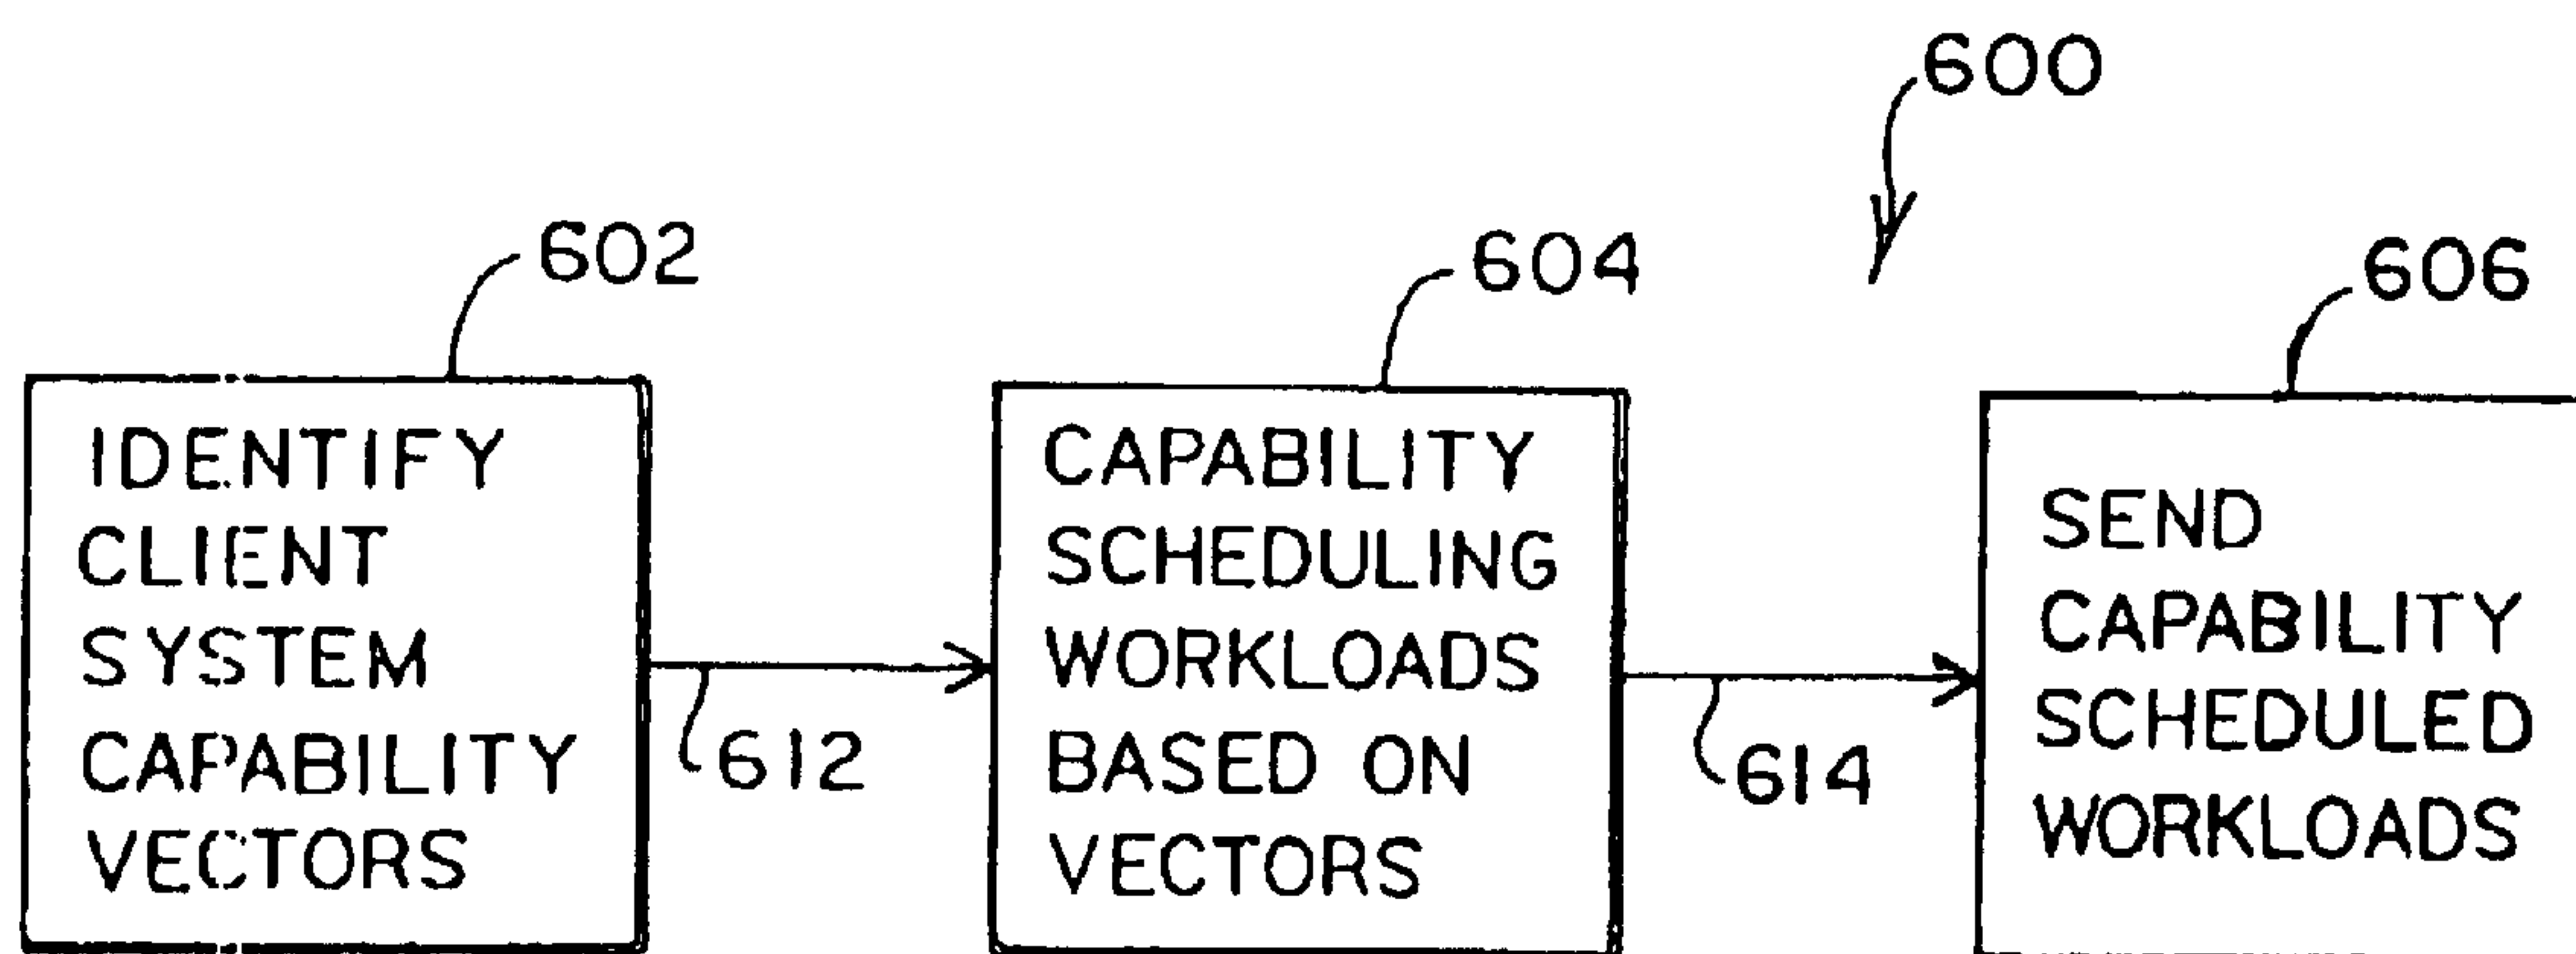 600
602
604
606
IDENTIFY
CLIENT
SYSTEM
CAPABILITY
VECTORS
612
CAPABILITY
SCHEDULING
WORKLOADS
BASED ON
VECTORS
614
SEND
CAPABILITY
SCHEDULED
WORKLOADS